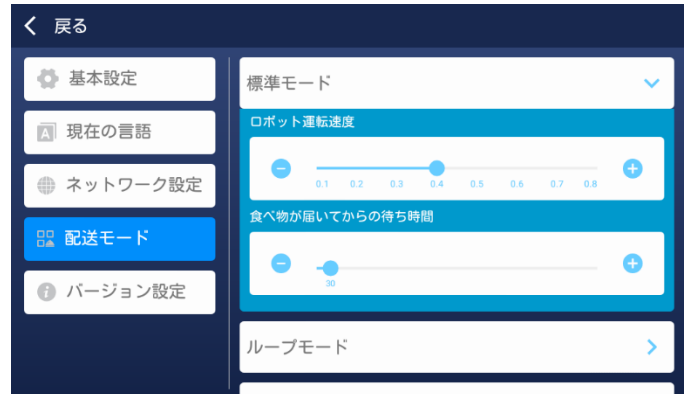 戻る
基本設定
A 現在の言語
ネットワーク設定
配送モード
i バージョン設定
標準モード
ロボット運転速度
0.1 0.2 0.3 0.4 0.5 0.6 0.7 0.8
食べ物が届いてからの待ち時間
30
ループモード